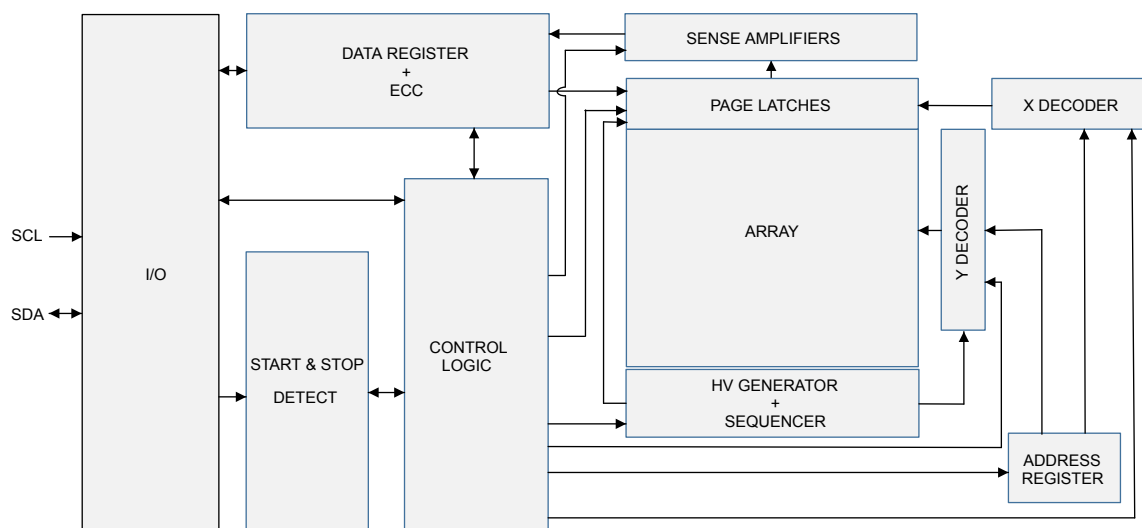 SCL
SDA
I/O
DATA REGISTER
+
ECC
START & STOP
DETECT
CONTROL
LOGIC
SENSE AMPLIFIERS
PAGE LATCHES
ARRAY
HV GENERATOR
+
SEQUENCER
X DECODER
Y DECODER
ADDRESS
REGISTER